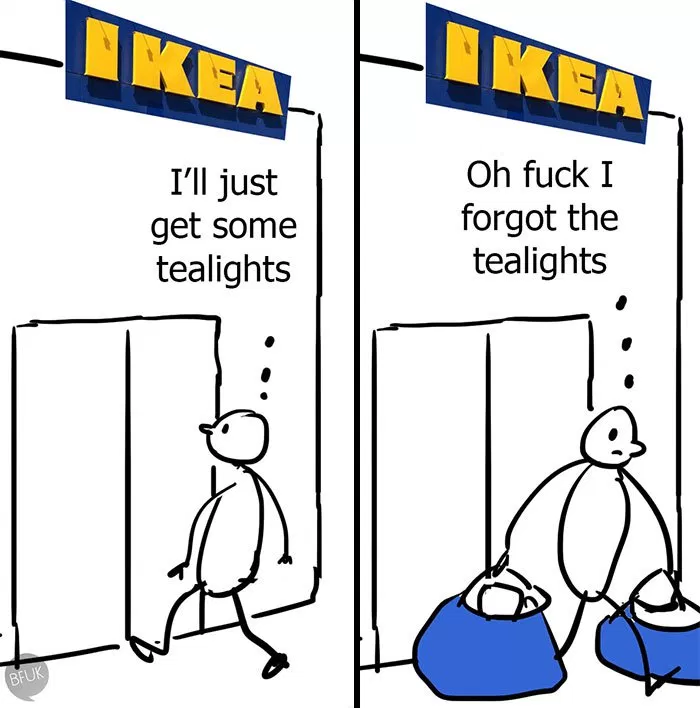 IKEA
I'll just
get some
tealights
IKEA
Oh fuck I
forgot the
tealights
BFUK